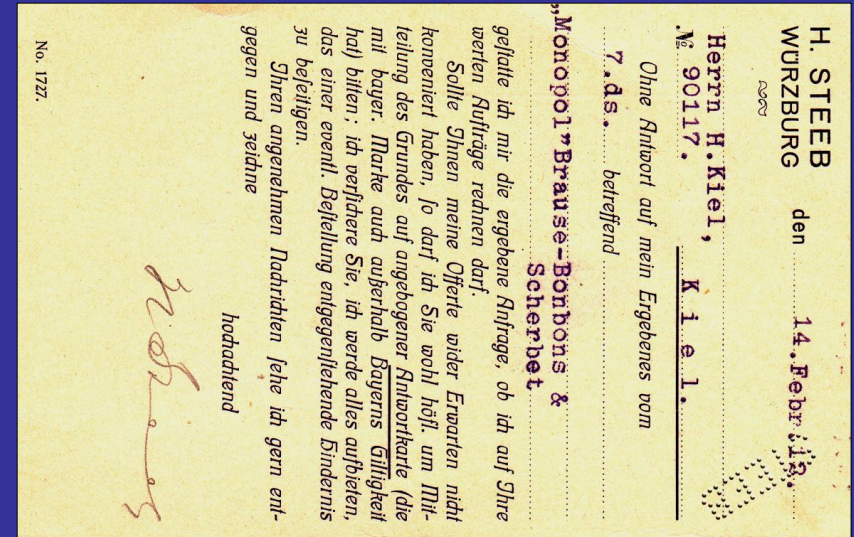 H. STEEB
WÜRZBURG
den 14.Febr.
Herrn H.Kiel,
№ 90117. Kiel.
Ohne Antwort auf mein Ergebenes vom
7.ds. betreffend
„Monopol"Brause-Bonbons &
Scherbet
gestatte ich mir die ergebene Anfrage, ob ich auf Ihre
werten Aufträge rechnen darf.
Sollte Ihnen meine Offerte wider Erwarten nicht
konveniert haben, so darf ich Sie wohl höfl. um Mit-
teilung des Grundes auf angebogener Antwortkarte (die
mit bayer. Marke auch außerhalb Bayerns Gültigkeit
hat) bitten; ich versichere Sie, ich werde alles aufbieten,
das einer eventl. Bestellung entgegenstehende Hindernis
zu beseitigen.
Ihren angenehmen Nachrichten sehe ich gern ent-
gegen und zeichne
hochachtend
No. 1727.